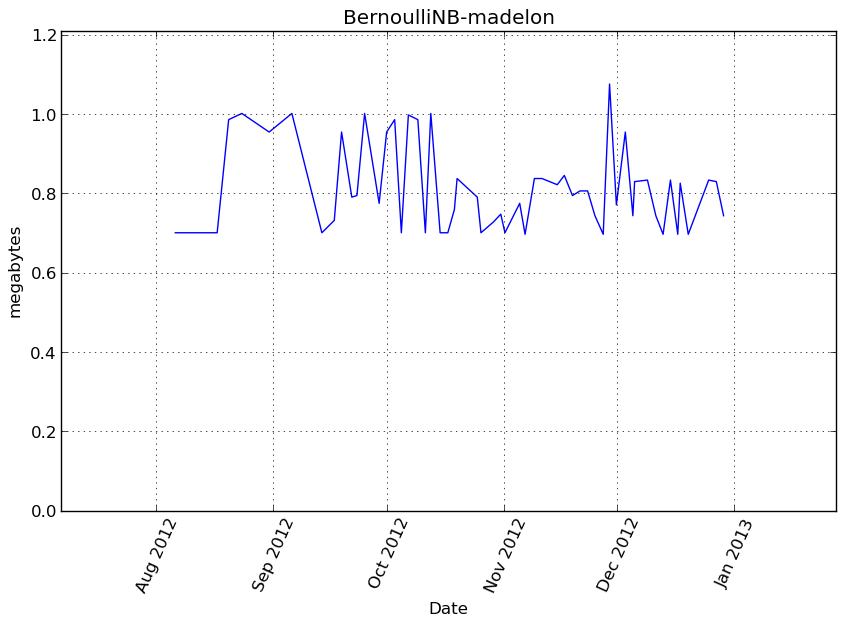 BernoulliNB-madelon
1.2
1.0
0.8
0.6
0.4
0.2
0.0
megabytes
Aug 2012
Sep 2012
Oct 2012
Nov 2012
Dec 2012
Jan 2013
Date